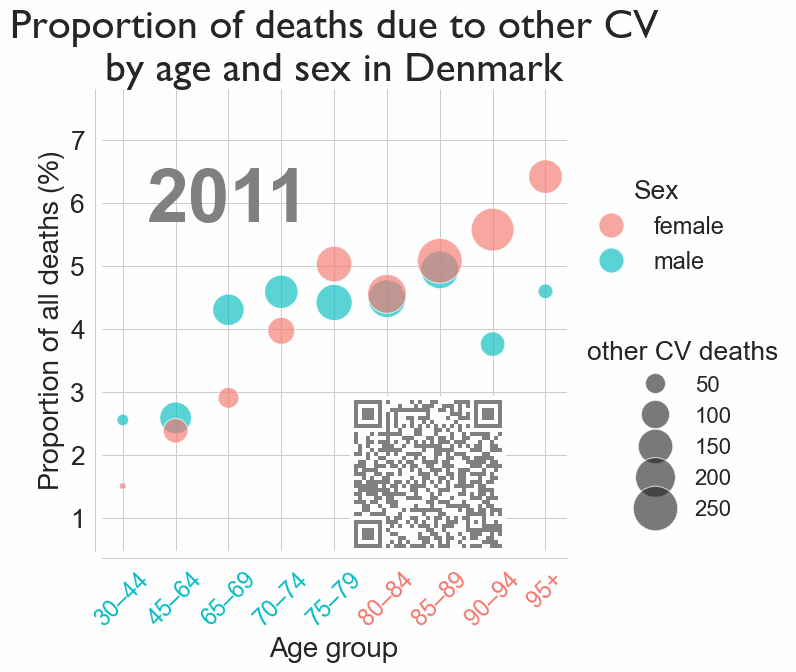 Proportion of deaths due to other CV
by age and sex in Denmark
Proportion of all deaths (%)
7
6
5
4
3
2
1
2011
Sex
female
male
other CV deaths
50
100
150
200
250
30–44
45–64
65–69
70–74
75–79
80–84
85–89
90–94
95+
Age group